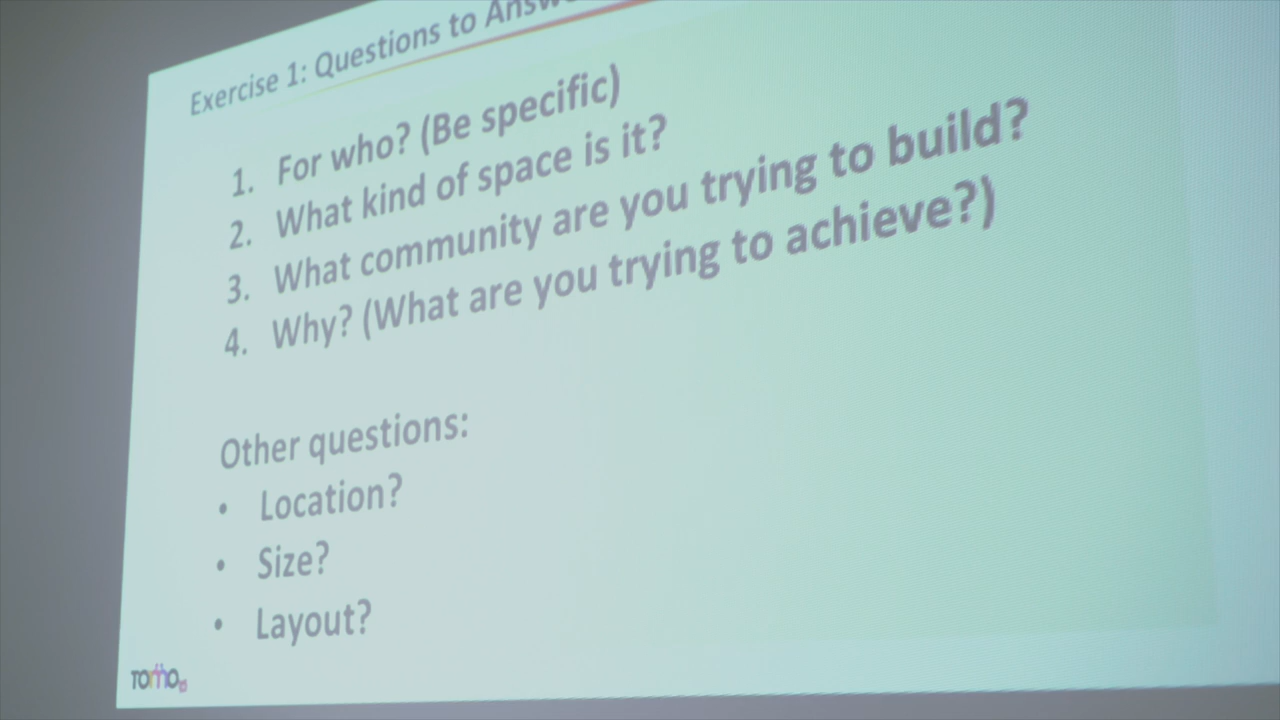 Exercise 1: Questions to
1. For who? (Be specific)
2. What kind of space is it?
3. What community are you trying to build?
4. Why? (What are you trying to achieve?)
Other questions:
• Location?
• Size?
• Layout?